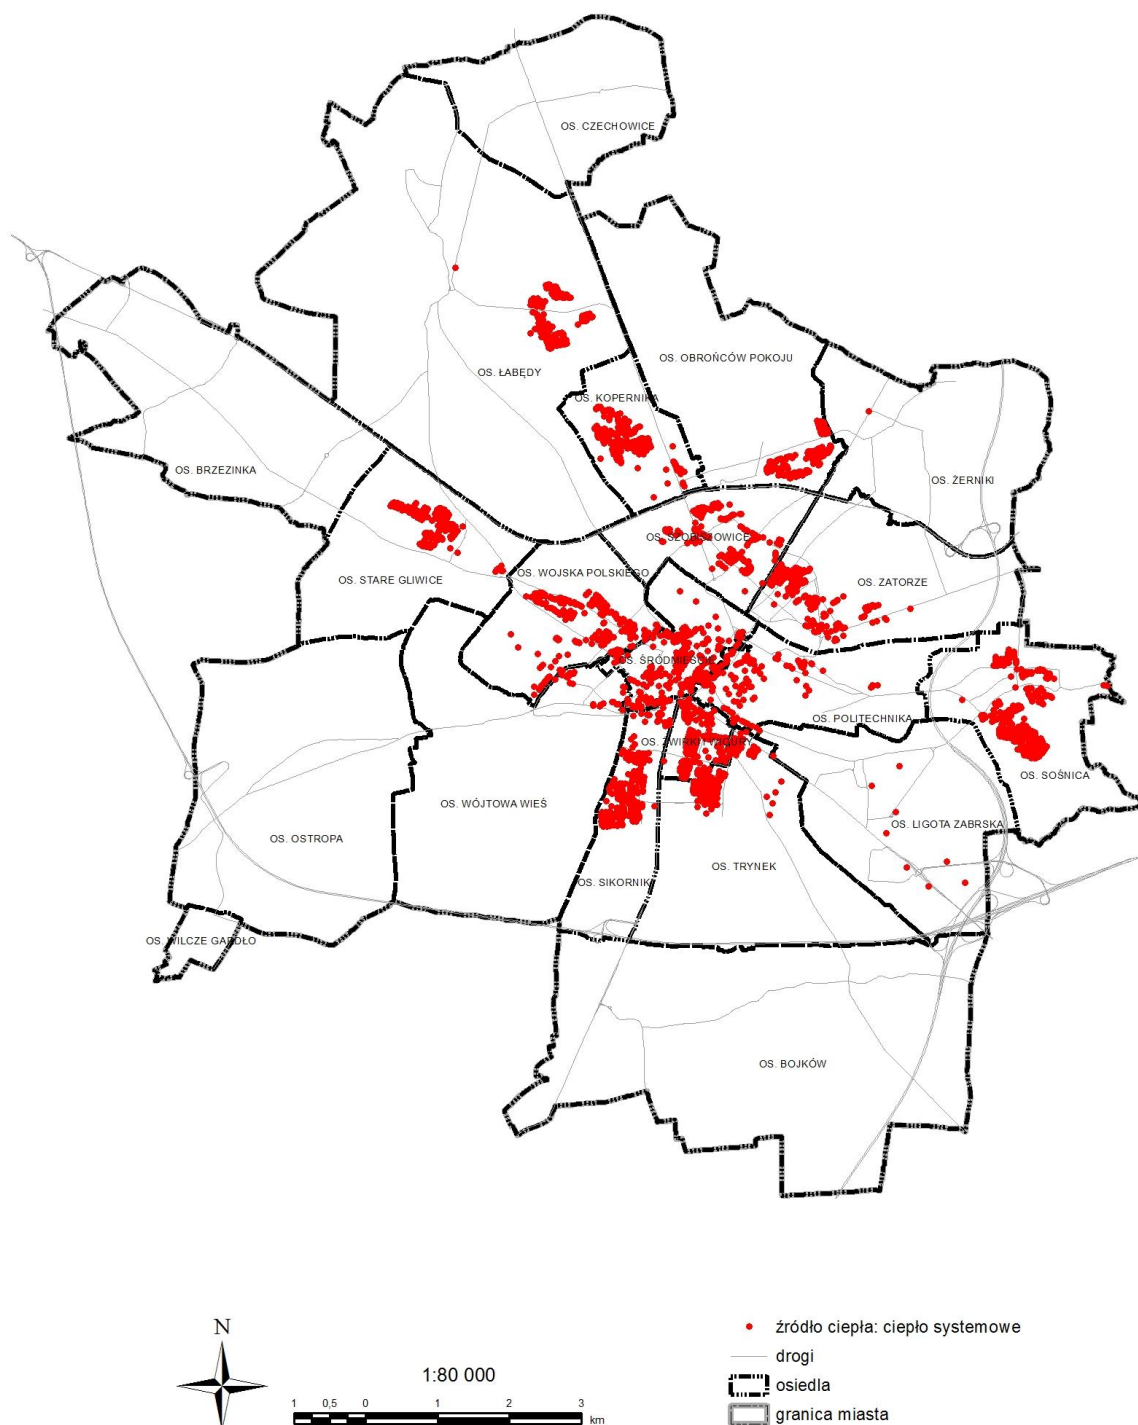 OS. CZECHOWICE
OS. OBROŃCÓW POKOJU
OS. ŁABĘDY
OS. KOPERNIKA
OS. BRZEZINKA
OS. ŻERNIKI
OS. SZOBISZOWICE
OS. WOJSKA POLSKIEGO
OS. STARE GLIWICE
OS. ZATORZE
OS. ŚRÓDMIEŚCIE
OS. POLITECHNIKA
OS. ŻWIRKI I WIGURY
OS. SOŚNICA
OS. WÓJTOWA WIEŚ
OS. LIGOTA ZABRSKA
OS. OSTROPA
OS. TRYNEK
OS. SIKORNIK
OS. WILCZE GARDŁO
OS. BOJKÓW
N
1:80 000
1 0,5 0 1 2 3
km
źródło ciepła: ciepło systemowe
drogi
osiedla
granica miasta